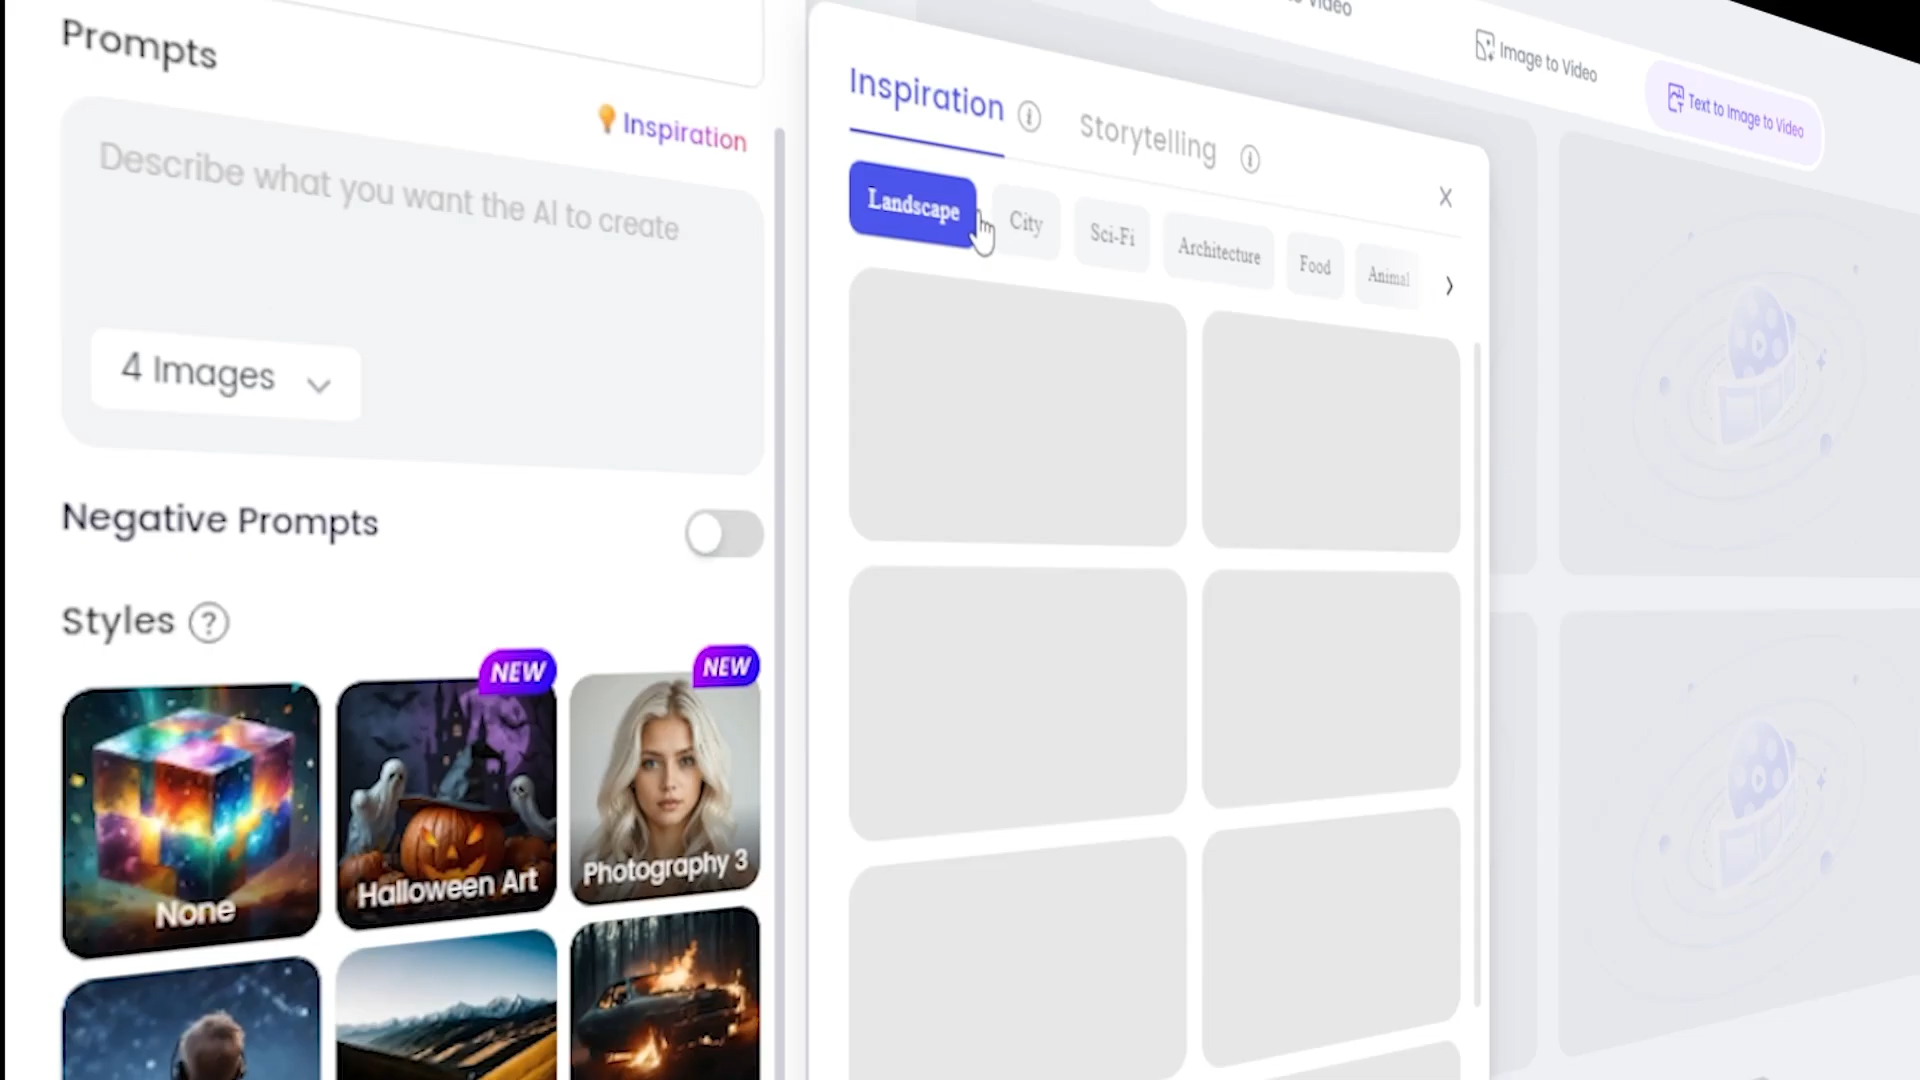 Prompts
Inspiration
Describe what you want the AI to create
4 Images
Negative Prompts
Styles ?
NEW
NEW
None
Halloween Art
Photography 3
Inspiration
Storytelling
Landscape
City
Sci-Fi
Architecture
Food
Animal
to Video
Image to Video
Text to Image to Video